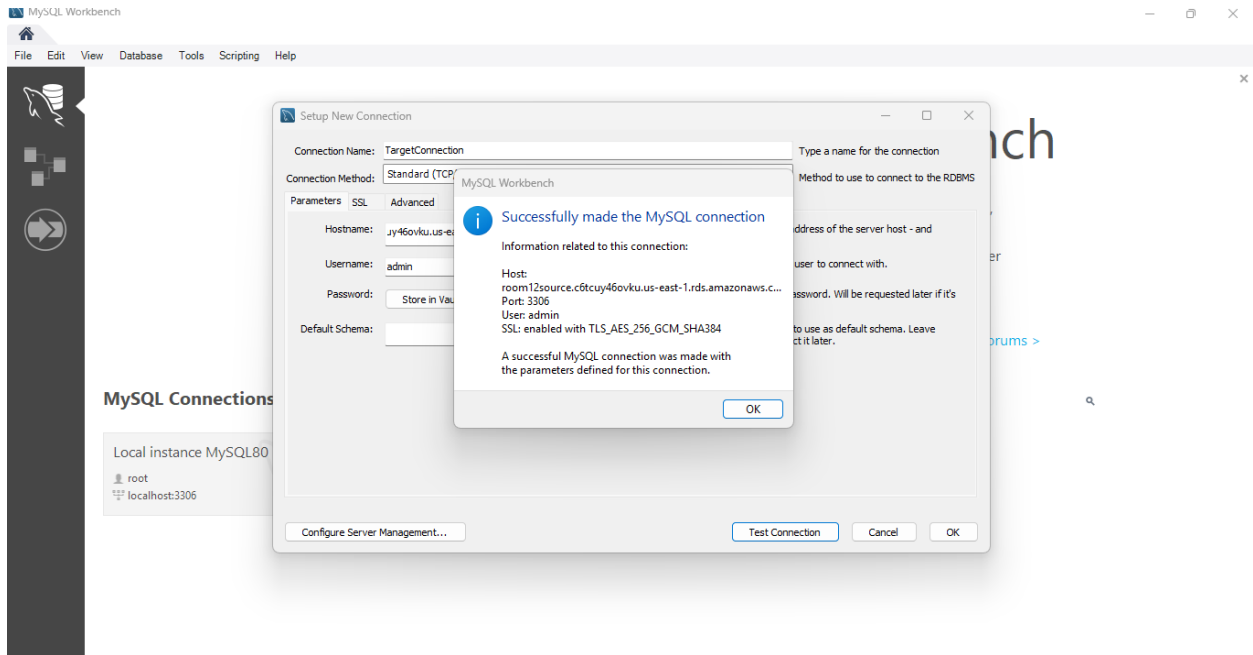 MySQL Workbench
File Edit View Database Tools Scripting Help
Setup New Connection
ch
Connection Name: TargetConnection Type a name for the connection
Connection Method: Standard (TCP/ Method to use to connect to the RDBMS
Parameters SSL Advanced
MySQL Workbench
Successfully made the MySQL connection
Information related to this connection:
Host:
room12source.c6tcuy46ovku.us-east-1.rds.amazonaws.c...
Port: 3306
User: admin
SSL: enabled with TLS_AES_256_GCM_SHA384
A successful MySQL connection was made with
the parameters defined for this connection.
OK
Hostname: uy46ovku.us-ea address of the server host - and
er
Username: admin user to connect with.
Password: Store in Vau assword. Will be requested later if it's
Default Schema: to use as default schema. Leave
ct it later.
orums >
MySQL Connections
Local instance MySQL80
root
localhost:3306
Configure Server Management... Test Connection Cancel OK